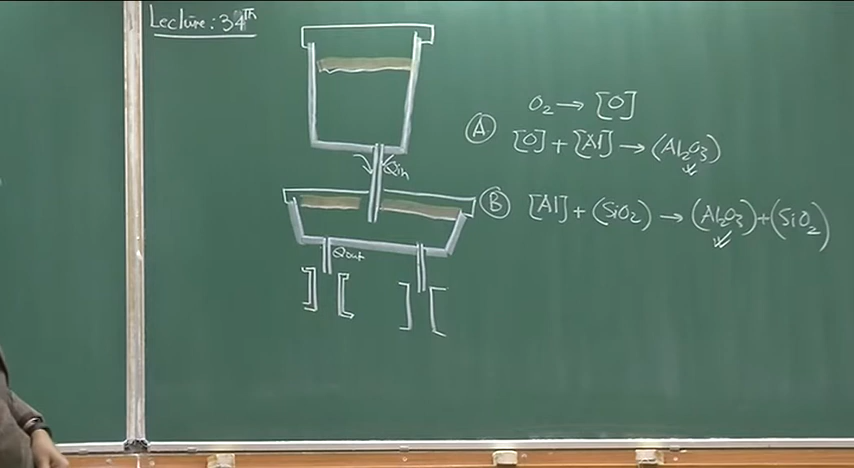 Lecture: 34th
Qin
Qout
O₂ → [O]
Ⓐ [O] + [Al] → (Al₂O₃)
Ⓑ [Al] + (SiO₂) → (Al₂O₃) + (SiO₂)